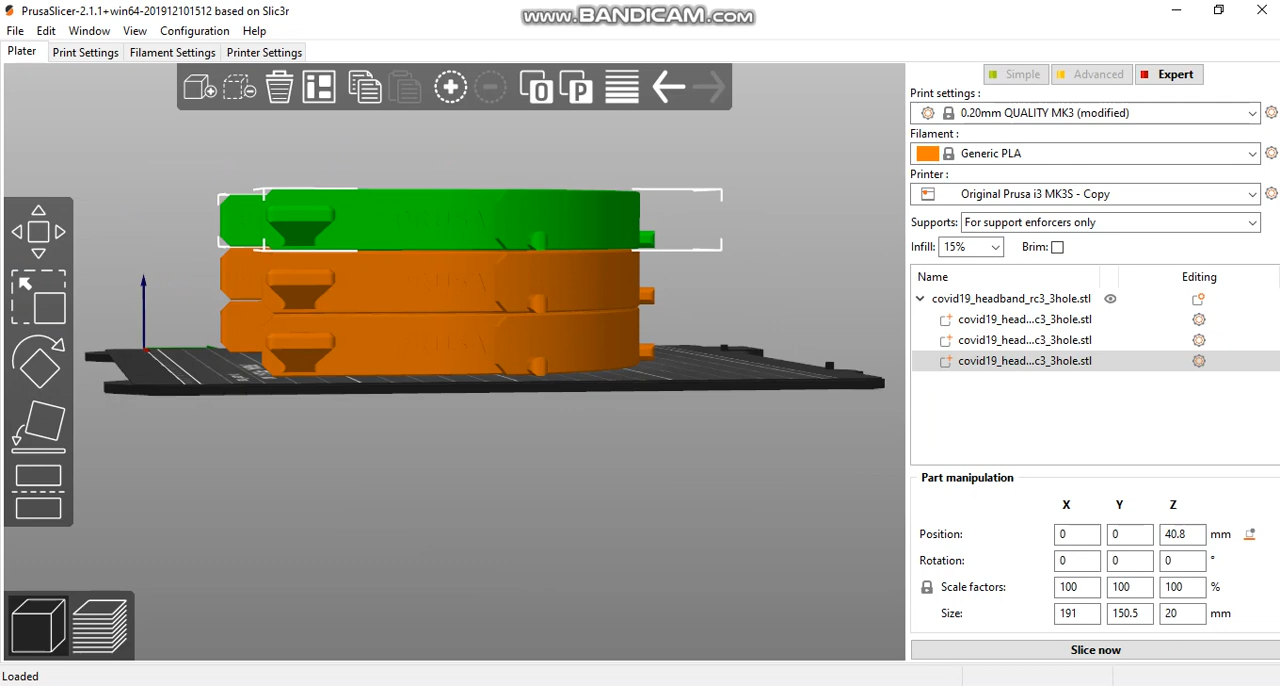 PrusaSlicer-2.1.1+win64-201912101512 based on Slic3r
www.BANDICAM.com
File Edit Window View Configuration Help
Plater Print Settings Filament Settings Printer Settings
O P
Simple Advanced Expert
Print settings :
0.20mm QUALITY MK3 (modified)
Filament :
Generic PLA
Printer :
Original Prusa i3 MK3S - Copy
Supports: For support enforcers only
Infill: 15% Brim:
Name Editing
covid19_headband_rc3_3hole.stl
covid19_head...c3_3hole.stl
covid19_head...c3_3hole.stl
covid19_head...c3_3hole.stl
Part manipulation
X Y Z
Position: 0 0 40.8 mm
Rotation: 0 0 0 °
Scale factors: 100 100 100 %
Size: 191 150.5 20 mm
Slice now
Loaded